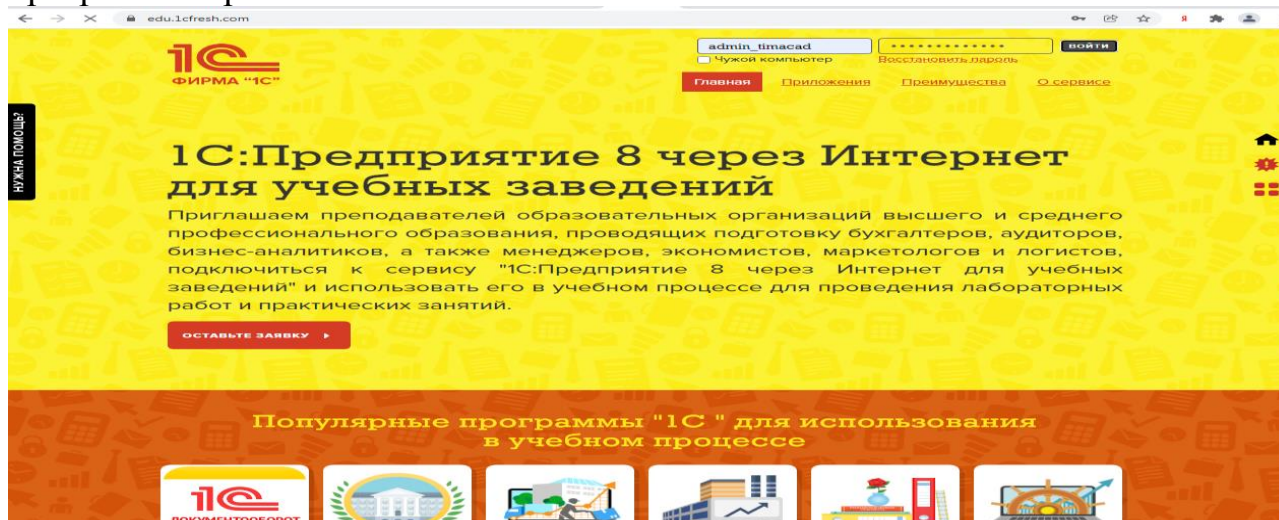 edu.1cfresh.com
1С
ФИРМА "1С"
admin_timacad
•••••••••••••
ВОЙТИ
Чужой компьютер
Восстановить пароль
Главная
Приложения
Преимущества
О сервисе
НУЖНА ПОМОЩЬ?
1С:Предприятие 8 через Интернет
для учебных заведений
Приглашаем преподавателей образовательных организаций высшего и среднего
профессионального образования, проводящих подготовку бухгалтеров, аудиторов,
бизнес-аналитиков, а также менеджеров, экономистов, маркетологов и логистов,
подключиться к сервису "1С:Предприятие 8 через Интернет для учебных
заведений" и использовать его в учебном процессе для проведения лабораторных
работ и практических занятий.
ОСТАВЬТЕ ЗАЯВКУ
Популярные программы "1С " для использования
в учебном процессе
1С
ДОКУМЕНТООБОРОТ